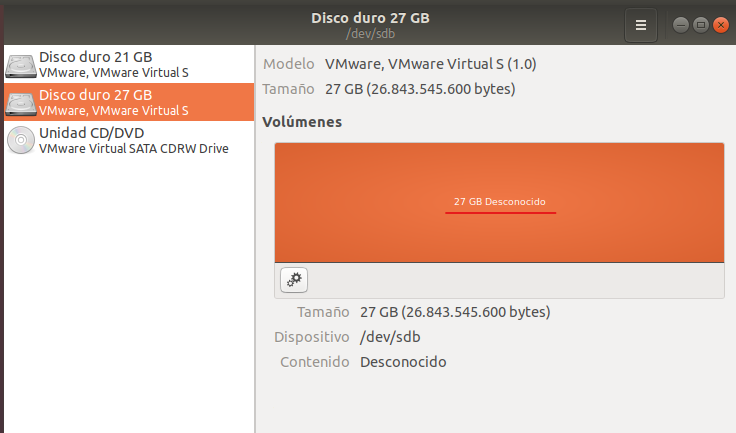 Disco duro 27 GB
/dev/sdb
Disco duro 21 GB
VMware, VMware Virtual S
Disco duro 27 GB
VMware, VMware Virtual S
Unidad CD/DVD
VMware Virtual SATA CDRW Drive
Modelo VMware, VMware Virtual S (1.0)
Tamaño 27 GB (26.843.545.600 bytes)
Volúmenes
27 GB Desconocido
Tamaño 27 GB (26.843.545.600 bytes)
Dispositivo /dev/sdb
Contenido Desconocido